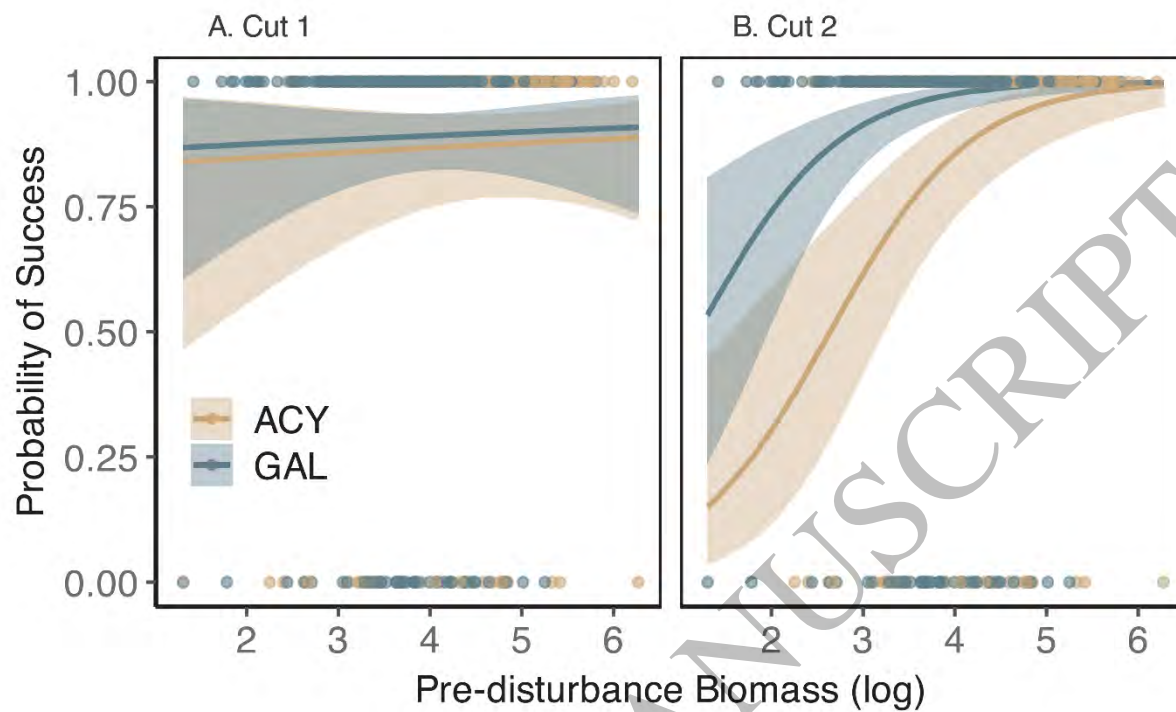 A. Cut 1
B. Cut 2
Probability of Success
1.00
0.75
0.50
0.25
0.00
ACY
GAL
2 3 4 5 6
2 3 4 5 6
Pre-disturbance Biomass (log)
ANUSCRIPT